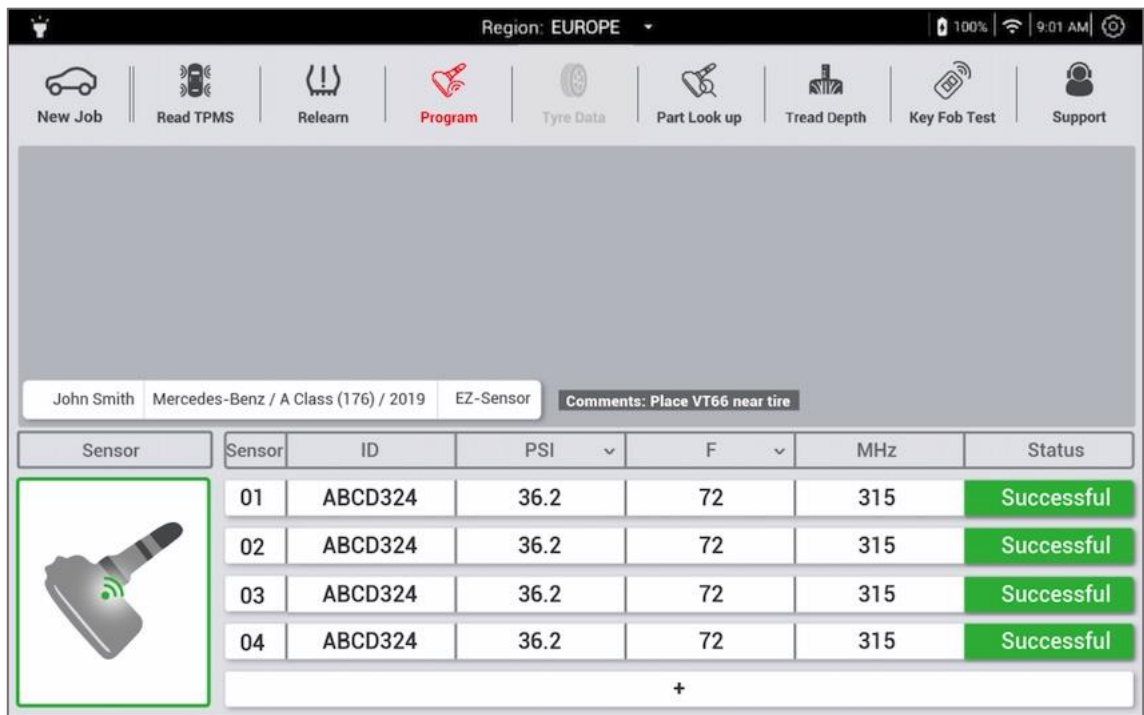 Region: EUROPE 100% 9:01 AM
New Job Read TPMS Relearn Program Tyre Data Part Look up Tread Depth Key Fob Test Support
John Smith Mercedes-Benz / A Class (176) / 2019 EZ-Sensor Comments: Place VT66 near tire
Sensor Sensor ID PSI F MHz Status
01 ABCD324 36.2 72 315 Successful
02 ABCD324 36.2 72 315 Successful
03 ABCD324 36.2 72 315 Successful
04 ABCD324 36.2 72 315 Successful
+